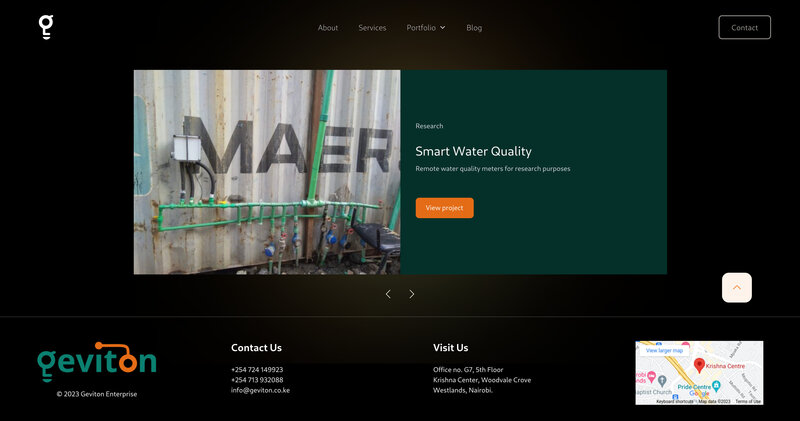 g
About
Services
Portfolio
Blog
Contact
MAER
Research
Smart Water Quality
Remote water quality meters for research purposes
View project
geviton
© 2023 Geviton Enterprise
Contact Us
+254 724 149923
+254 713 932088
info@geviton.co.ke
Visit Us
Office no. G7, 5th Floor
Krishna Center, Woodvale Crove
Westlands, Nairobi.
View larger map
Krishna Centre
Pride Centre
Baptist Church
Google
Keyboard shortcuts
Map data ©2023
Terms of Use